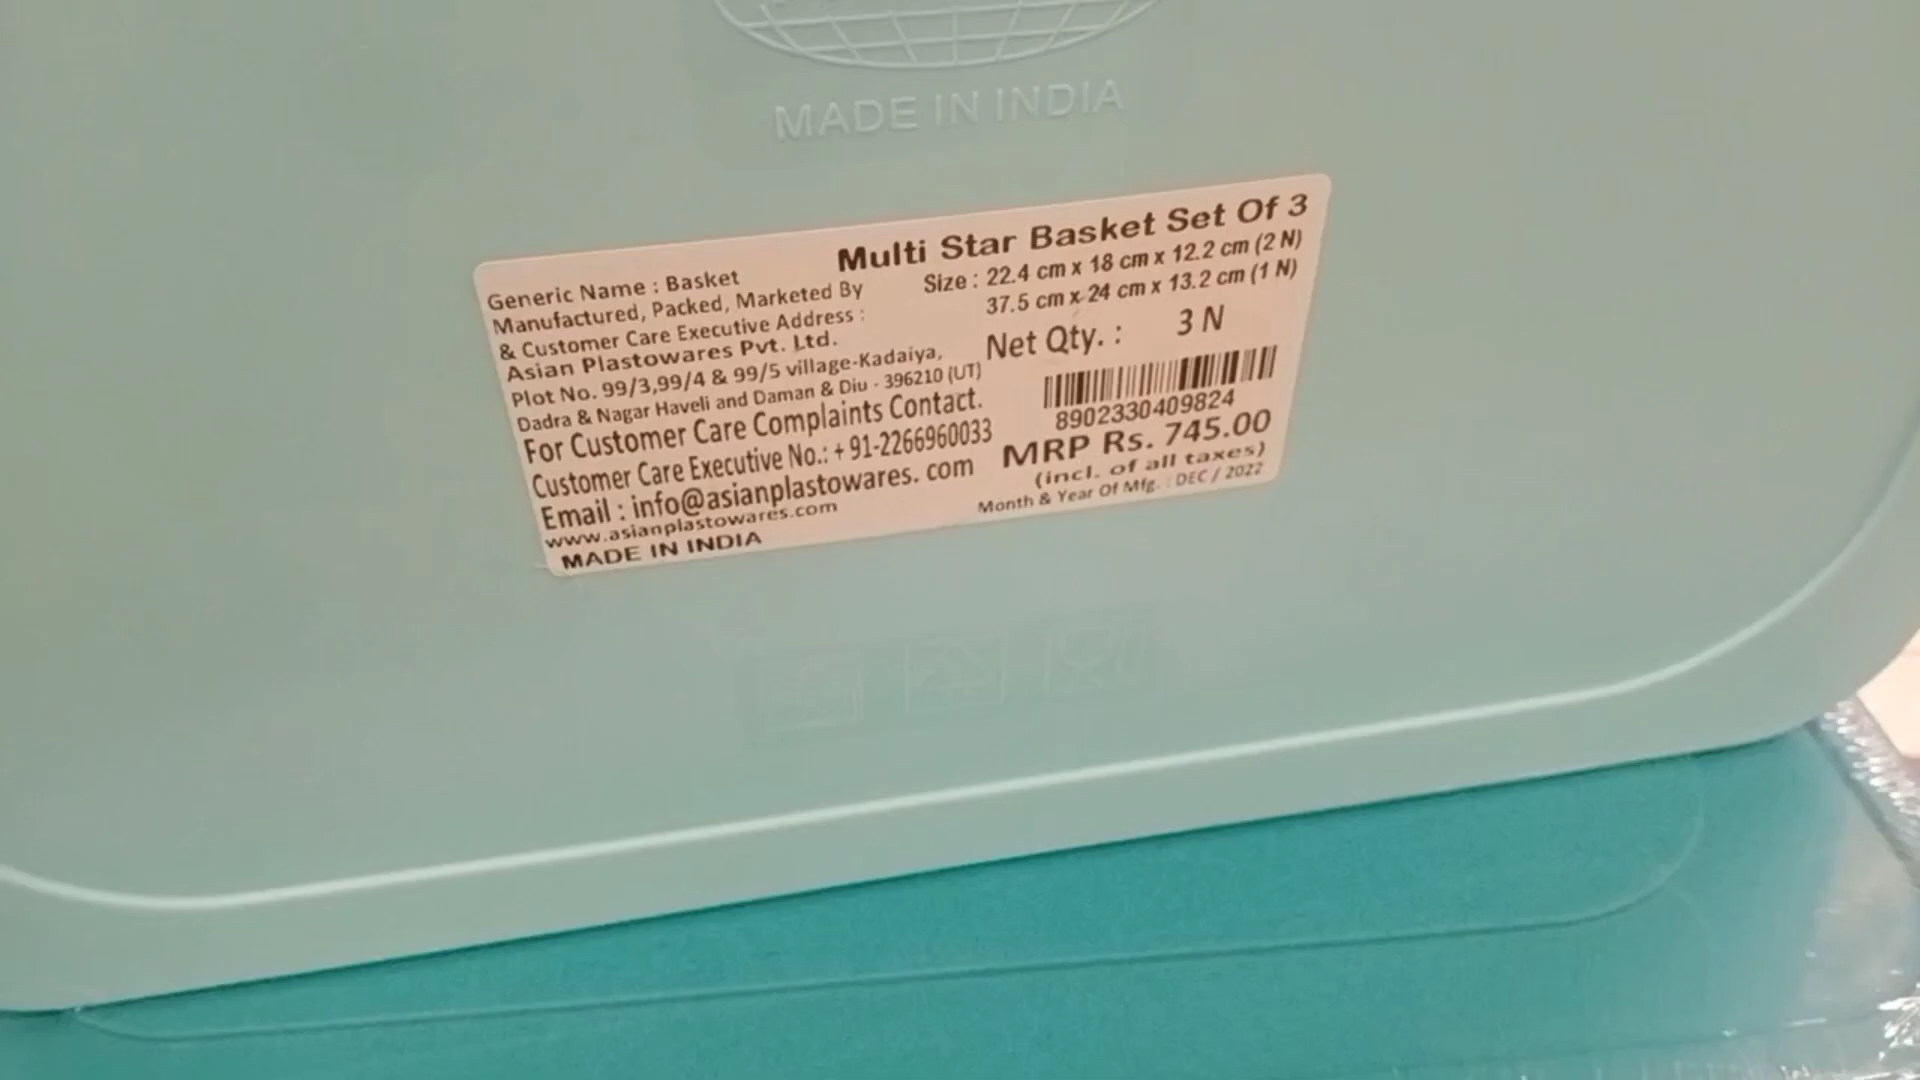 MADE IN INDIA
Multi Star Basket Set Of 3
Generic Name : Basket
Manufactured, Packed, Marketed By
& Customer Care Executive Address :
Asian Plastowares Pvt. Ltd.
Plot No. 99/3,99/4 & 99/5 village-Kadaiya,
Dadra & Nagar Haveli and Daman & Diu - 396210 (UT)
For Customer Care Complaints Contact.
Customer Care Executive No.: + 91-2266960033
Email : info@asianplastowares. com
www.asianplastowares.com
MADE IN INDIA
Size : 22.4 cm x 18 cm x 12.2 cm (2 N)
37.5 cm x 24 cm x 13.2 cm (1 N)
Net Qty. : 3 N
8902330409824
MRP Rs. 745.00
(incl. of all taxes)
Month & Year Of Mfg. : DEC / 2022